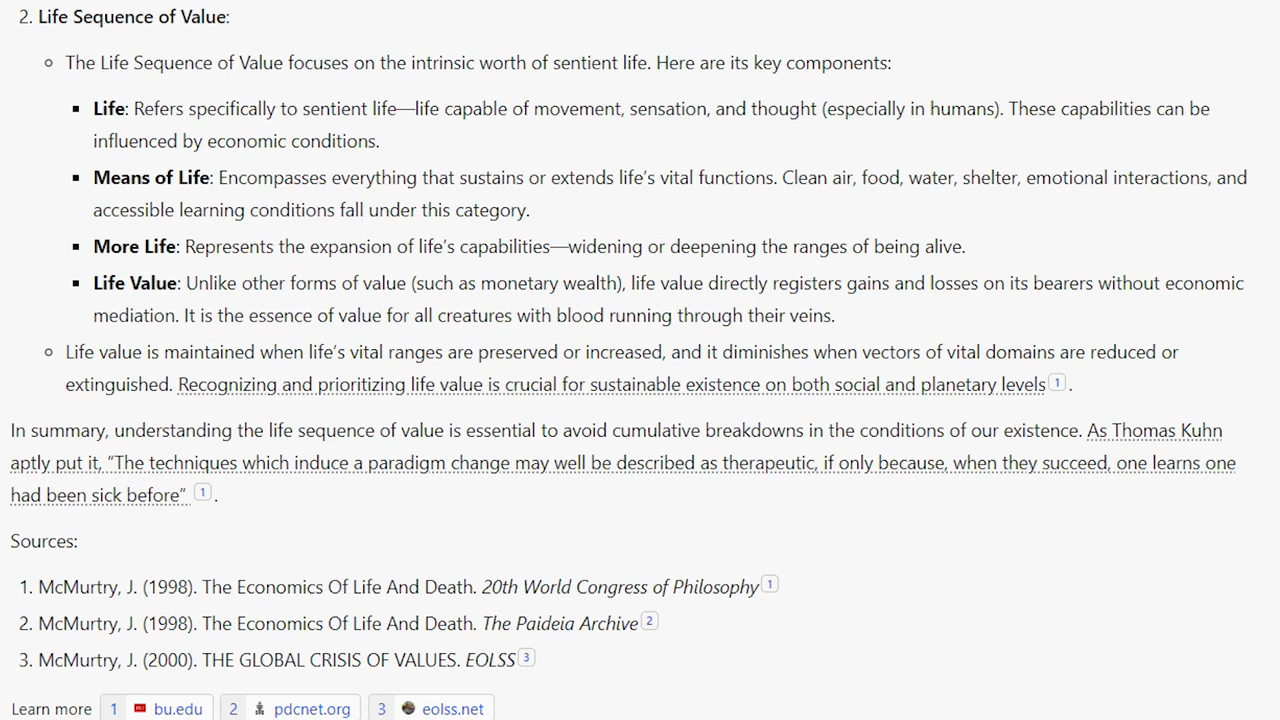 2. Life Sequence of Value:
The Life Sequence of Value focuses on the intrinsic worth of sentient life. Here are its key components:
Life: Refers specifically to sentient life—life capable of movement, sensation, and thought (especially in humans). These capabilities can be
influenced by economic conditions.
Means of Life: Encompasses everything that sustains or extends life's vital functions. Clean air, food, water, shelter, emotional interactions, and
accessible learning conditions fall under this category.
More Life: Represents the expansion of life's capabilities—widening or deepening the ranges of being alive.
Life Value: Unlike other forms of value (such as monetary wealth), life value directly registers gains and losses on its bearers without economic
mediation. It is the essence of value for all creatures with blood running through their veins.
Life value is maintained when life's vital ranges are preserved or increased, and it diminishes when vectors of vital domains are reduced or
extinguished. Recognizing and prioritizing life value is crucial for sustainable existence on both social and planetary levels 1 .
In summary, understanding the life sequence of value is essential to avoid cumulative breakdowns in the conditions of our existence. As Thomas Kuhn
aptly put it, “The techniques which induce a paradigm change may well be described as therapeutic, if only because, when they succeed, one learns one
had been sick before” 1 .
Sources:
1. McMurtry, J. (1998). The Economics Of Life And Death. 20th World Congress of Philosophy 1
2. McMurtry, J. (1998). The Economics Of Life And Death. The Paideia Archive 2
3. McMurtry, J. (2000). THE GLOBAL CRISIS OF VALUES. EOLSS 3
Learn more 1 bu.edu 2 pdcnet.org 3 eolss.net